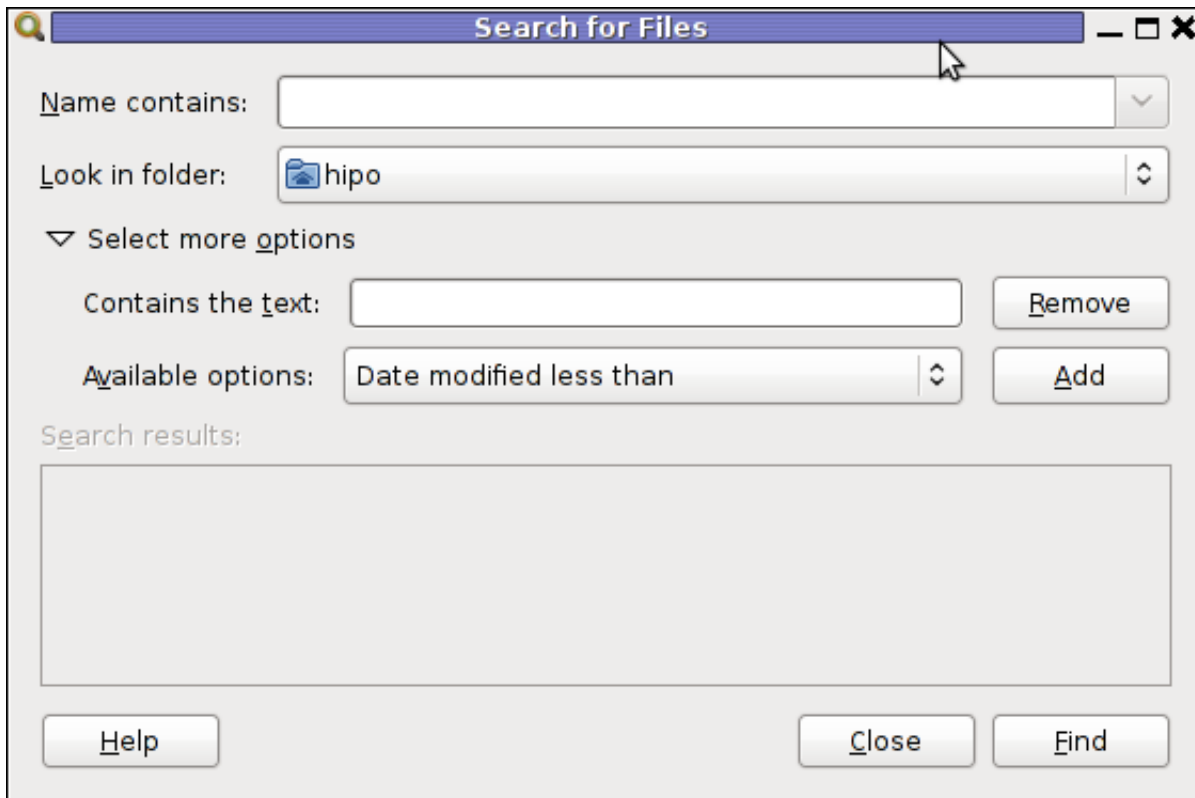 Search for Files
Name contains:
Look in folder: hipo
Select more options
Contains the text: Remove
Available options: Date modified less than Add
Search results:
Help Close Find